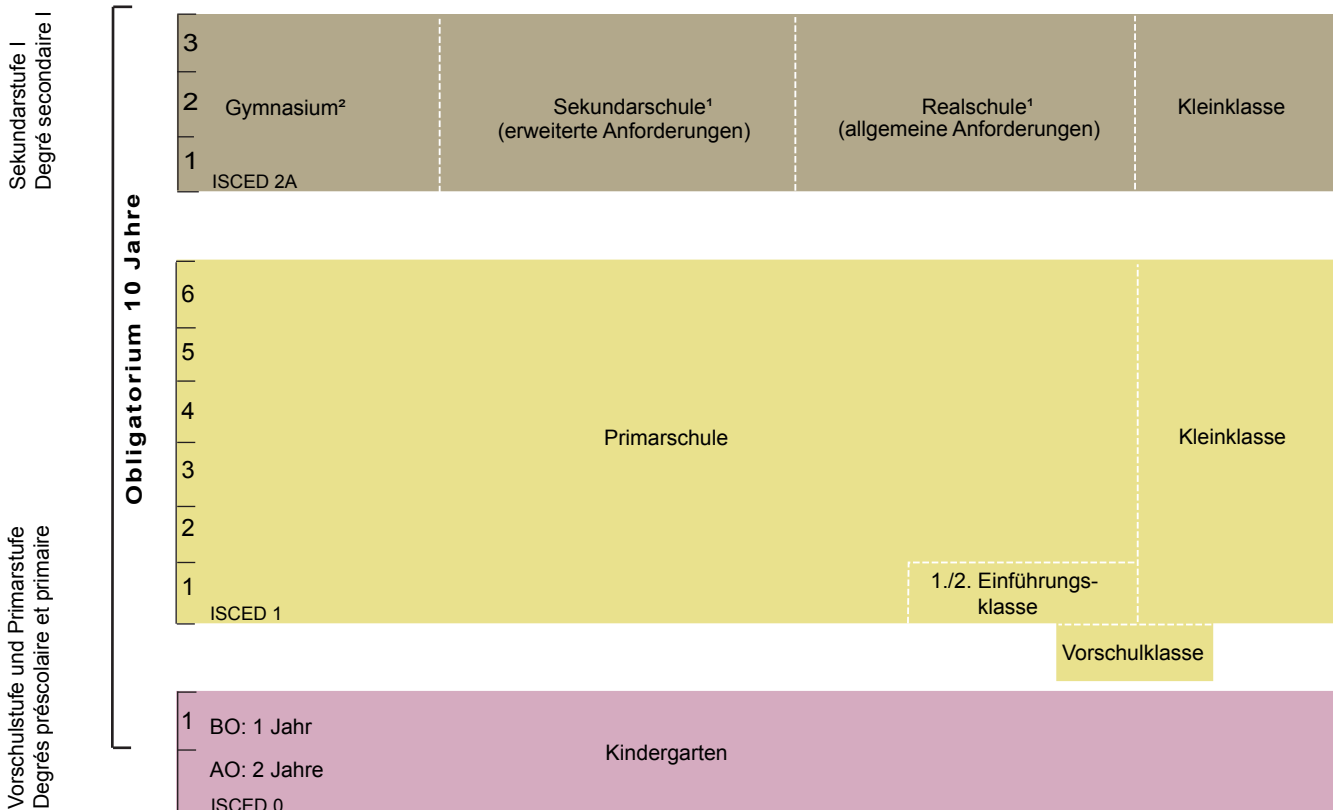 Sekundarstufe I
Degré secondaire I
Obligatorium 10 Jahre
3
2
1
Gymnasium²
ISCED 2A
Sekundarschule¹
(erweiterte Anforderungen)
Realschule¹
(allgemeine Anforderungen)
Kleinklasse
Vorschulstufe und Primarstufe
Degrés préscolaire et primaire
6
5
4
3
2
1
ISCED 1
Primarschule
Kleinklasse
1./2. Einführungs-
klasse
Vorschulklasse
1
BO: 1 Jahr
AO: 2 Jahre
ISCED 0
Kindergarten